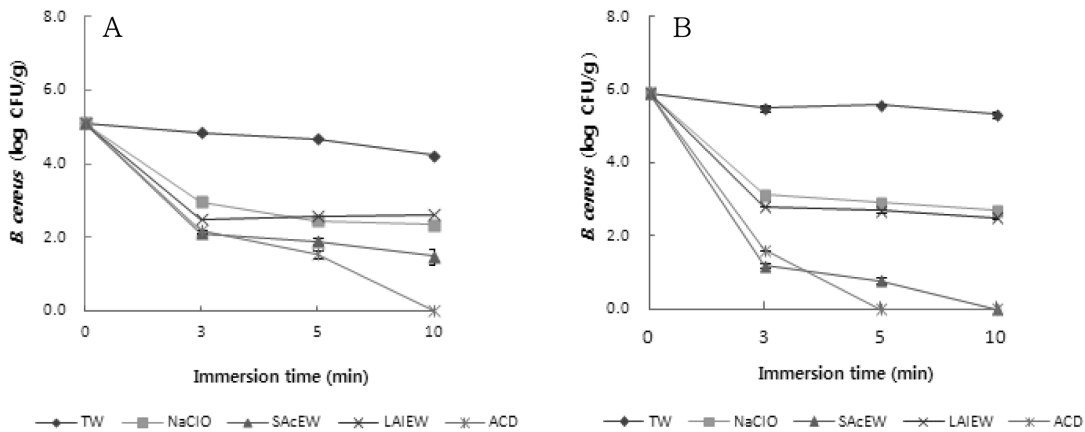 A
B. cereus (log CFU/g)
8.0
6.0
4.0
2.0
0.0
0 3 5 10
Immersion time (min)
TW NaClO SAcEW LAlEW ACD
B
B. cereus (log CFU/g)
8.0
6.0
4.0
2.0
0.0
0 3 5 10
Immersion time (min)
TW NaClO SAcEW LAlEW ACD